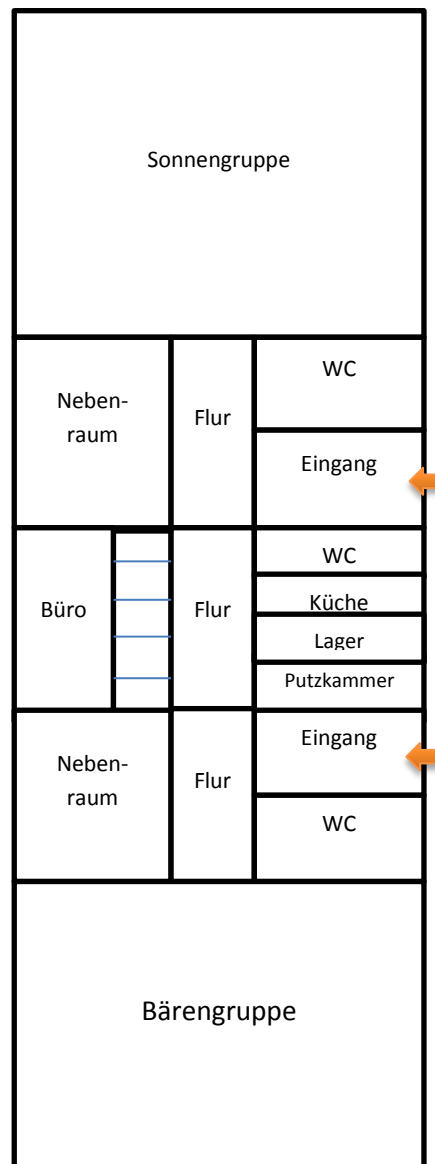 Sonnengruppe
Neben-
raum
Flur
WC
Eingang
Büro
Flur
WC
Küche
Lager
Putzkammer
Neben-
raum
Flur
Eingang
WC
Bärengruppe